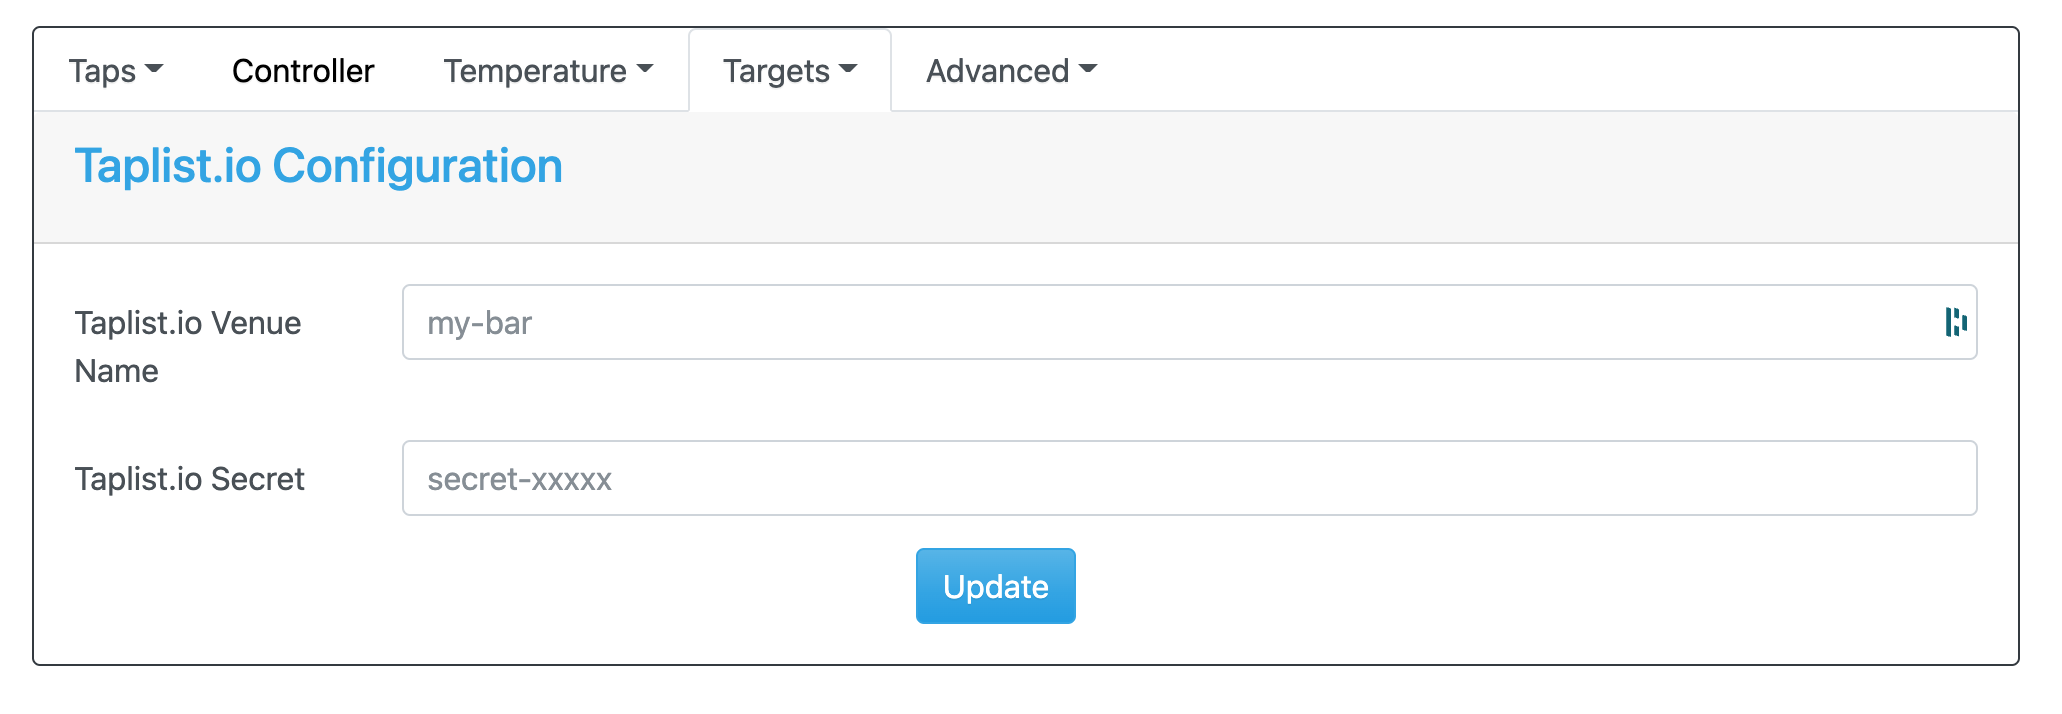 Taps Controller Temperature Targets Advanced
Taplist.io Configuration
Taplist.io Venue
Name
my-bar
Taplist.io Secret
secret-xxxxx
Update